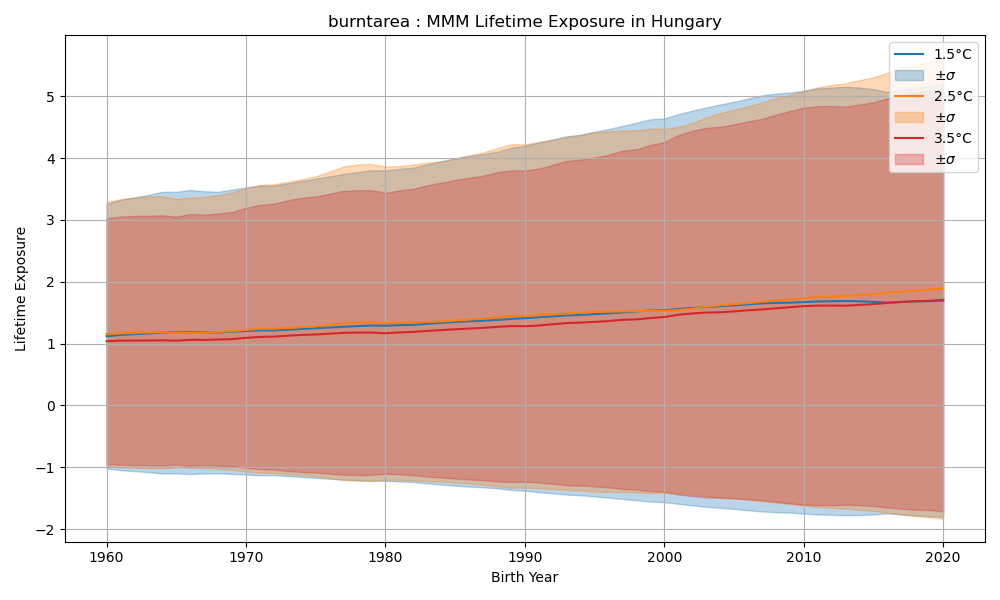 burntarea : MMM Lifetime Exposure in Hungary
1.5°C
±σ
2.5°C
±σ
3.5°C
±σ
5
4
3
2
1
0
−1
−2
Lifetime Exposure
1960 1970 1980 1990 2000 2010 2020
Birth Year